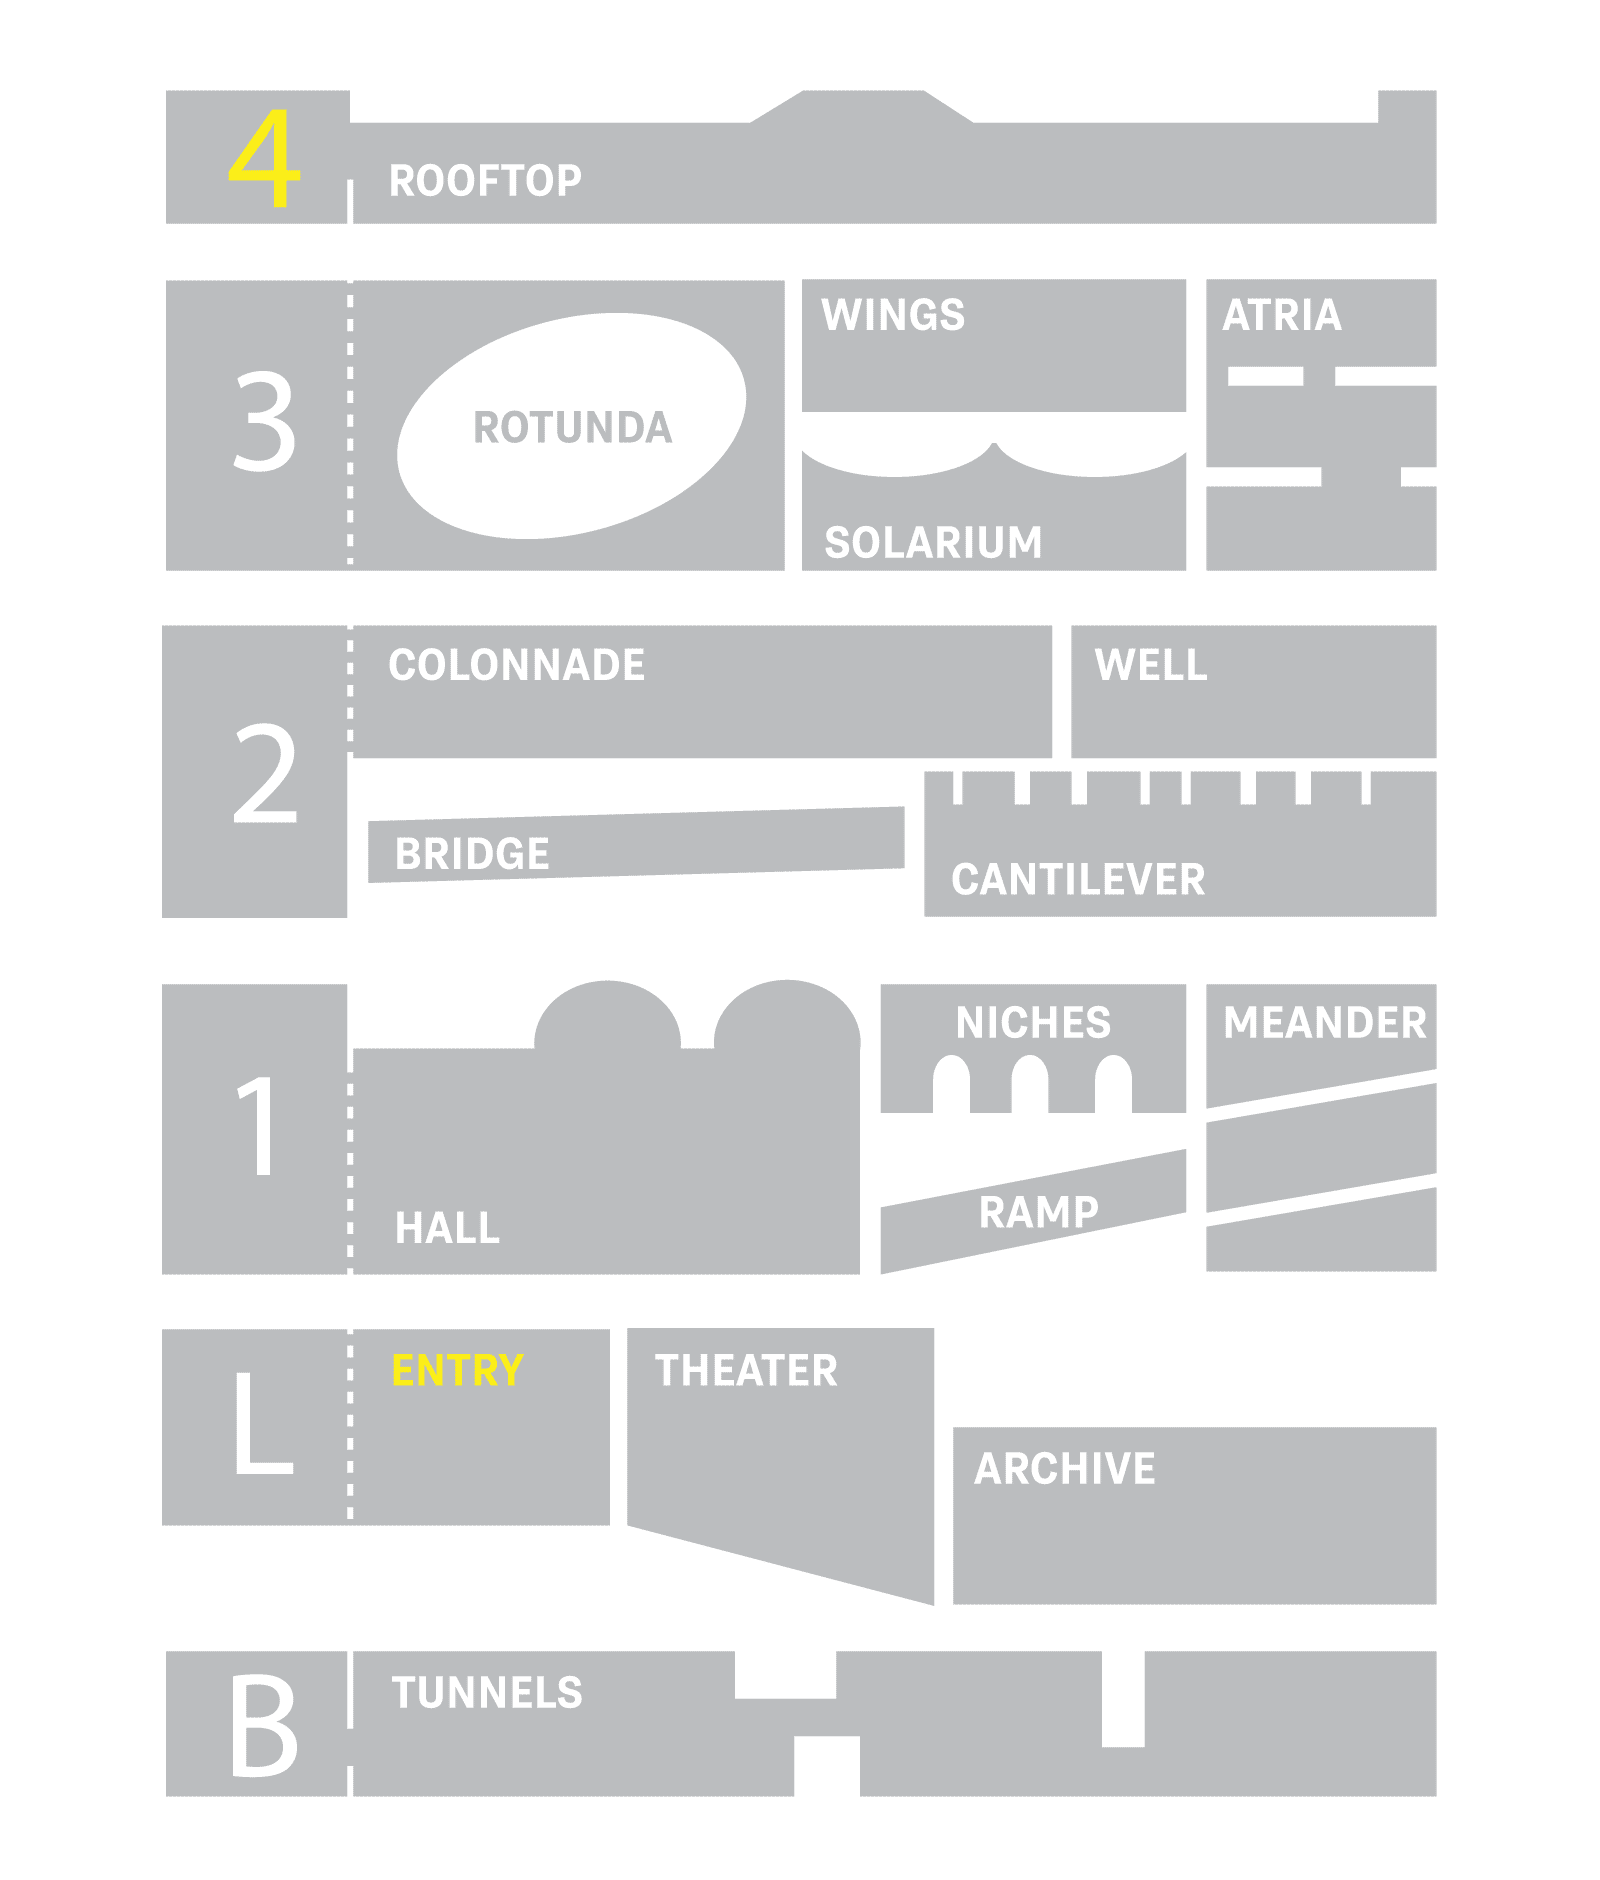 4
ROOFTOP
3
ROTUNDA
WINGS
SOLARIUM
ATRIA
2
COLONNADE
WELL
BRIDGE
CANTILEVER
1
HALL
NICHES
RAMP
MEANDER
L
ENTRY
THEATER
ARCHIVE
B
TUNNELS